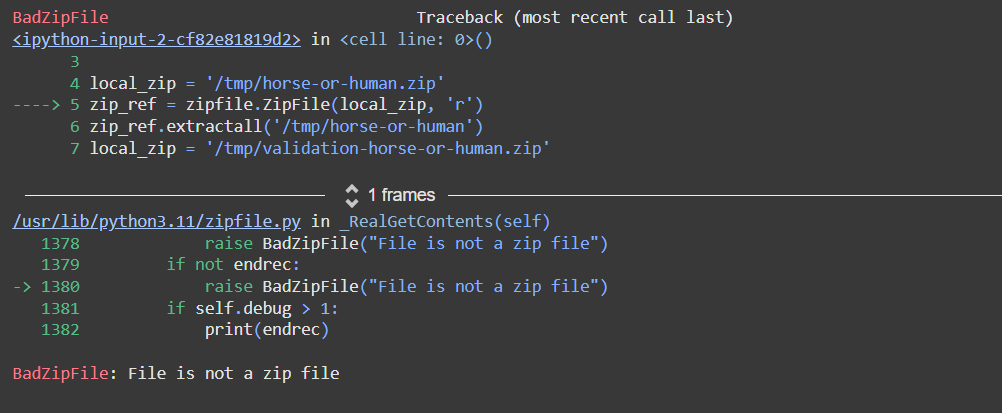 BadZipFile                                Traceback (most recent call last)
<ipython-input-2-cf82e81819d2> in <cell line: 0>()
      3 
      4 local_zip = '/tmp/horse-or-human.zip'
----> 5 zip_ref = zipfile.ZipFile(local_zip, 'r')
      6 zip_ref.extractall('/tmp/horse-or-human')
      7 local_zip = '/tmp/validation-horse-or-human.zip'
1 frames
/usr/lib/python3.11/zipfile.py in _RealGetContents(self)
   1378             raise BadZipFile("File is not a zip file")
   1379         if not endrec:
-> 1380             raise BadZipFile("File is not a zip file")
   1381         if self.debug > 1:
   1382             print(endrec)
BadZipFile: File is not a zip file